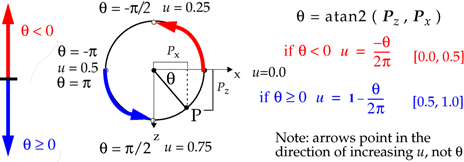 θ<0
θ≥0
θ=-π/2 u=0.25
θ=-π
u=0.5
θ=π
Px
θ
x
Pz
P
z
u=0.0
θ=π/2 u=0.75
θ = atan2 ( Pz , Px )
if θ<0 u = -θ/2π [0.0, 0.5]
if θ≥0 u = 1-θ/2π [0.5, 1.0]
Note: arrows point in the
direction of increasing u, not θ